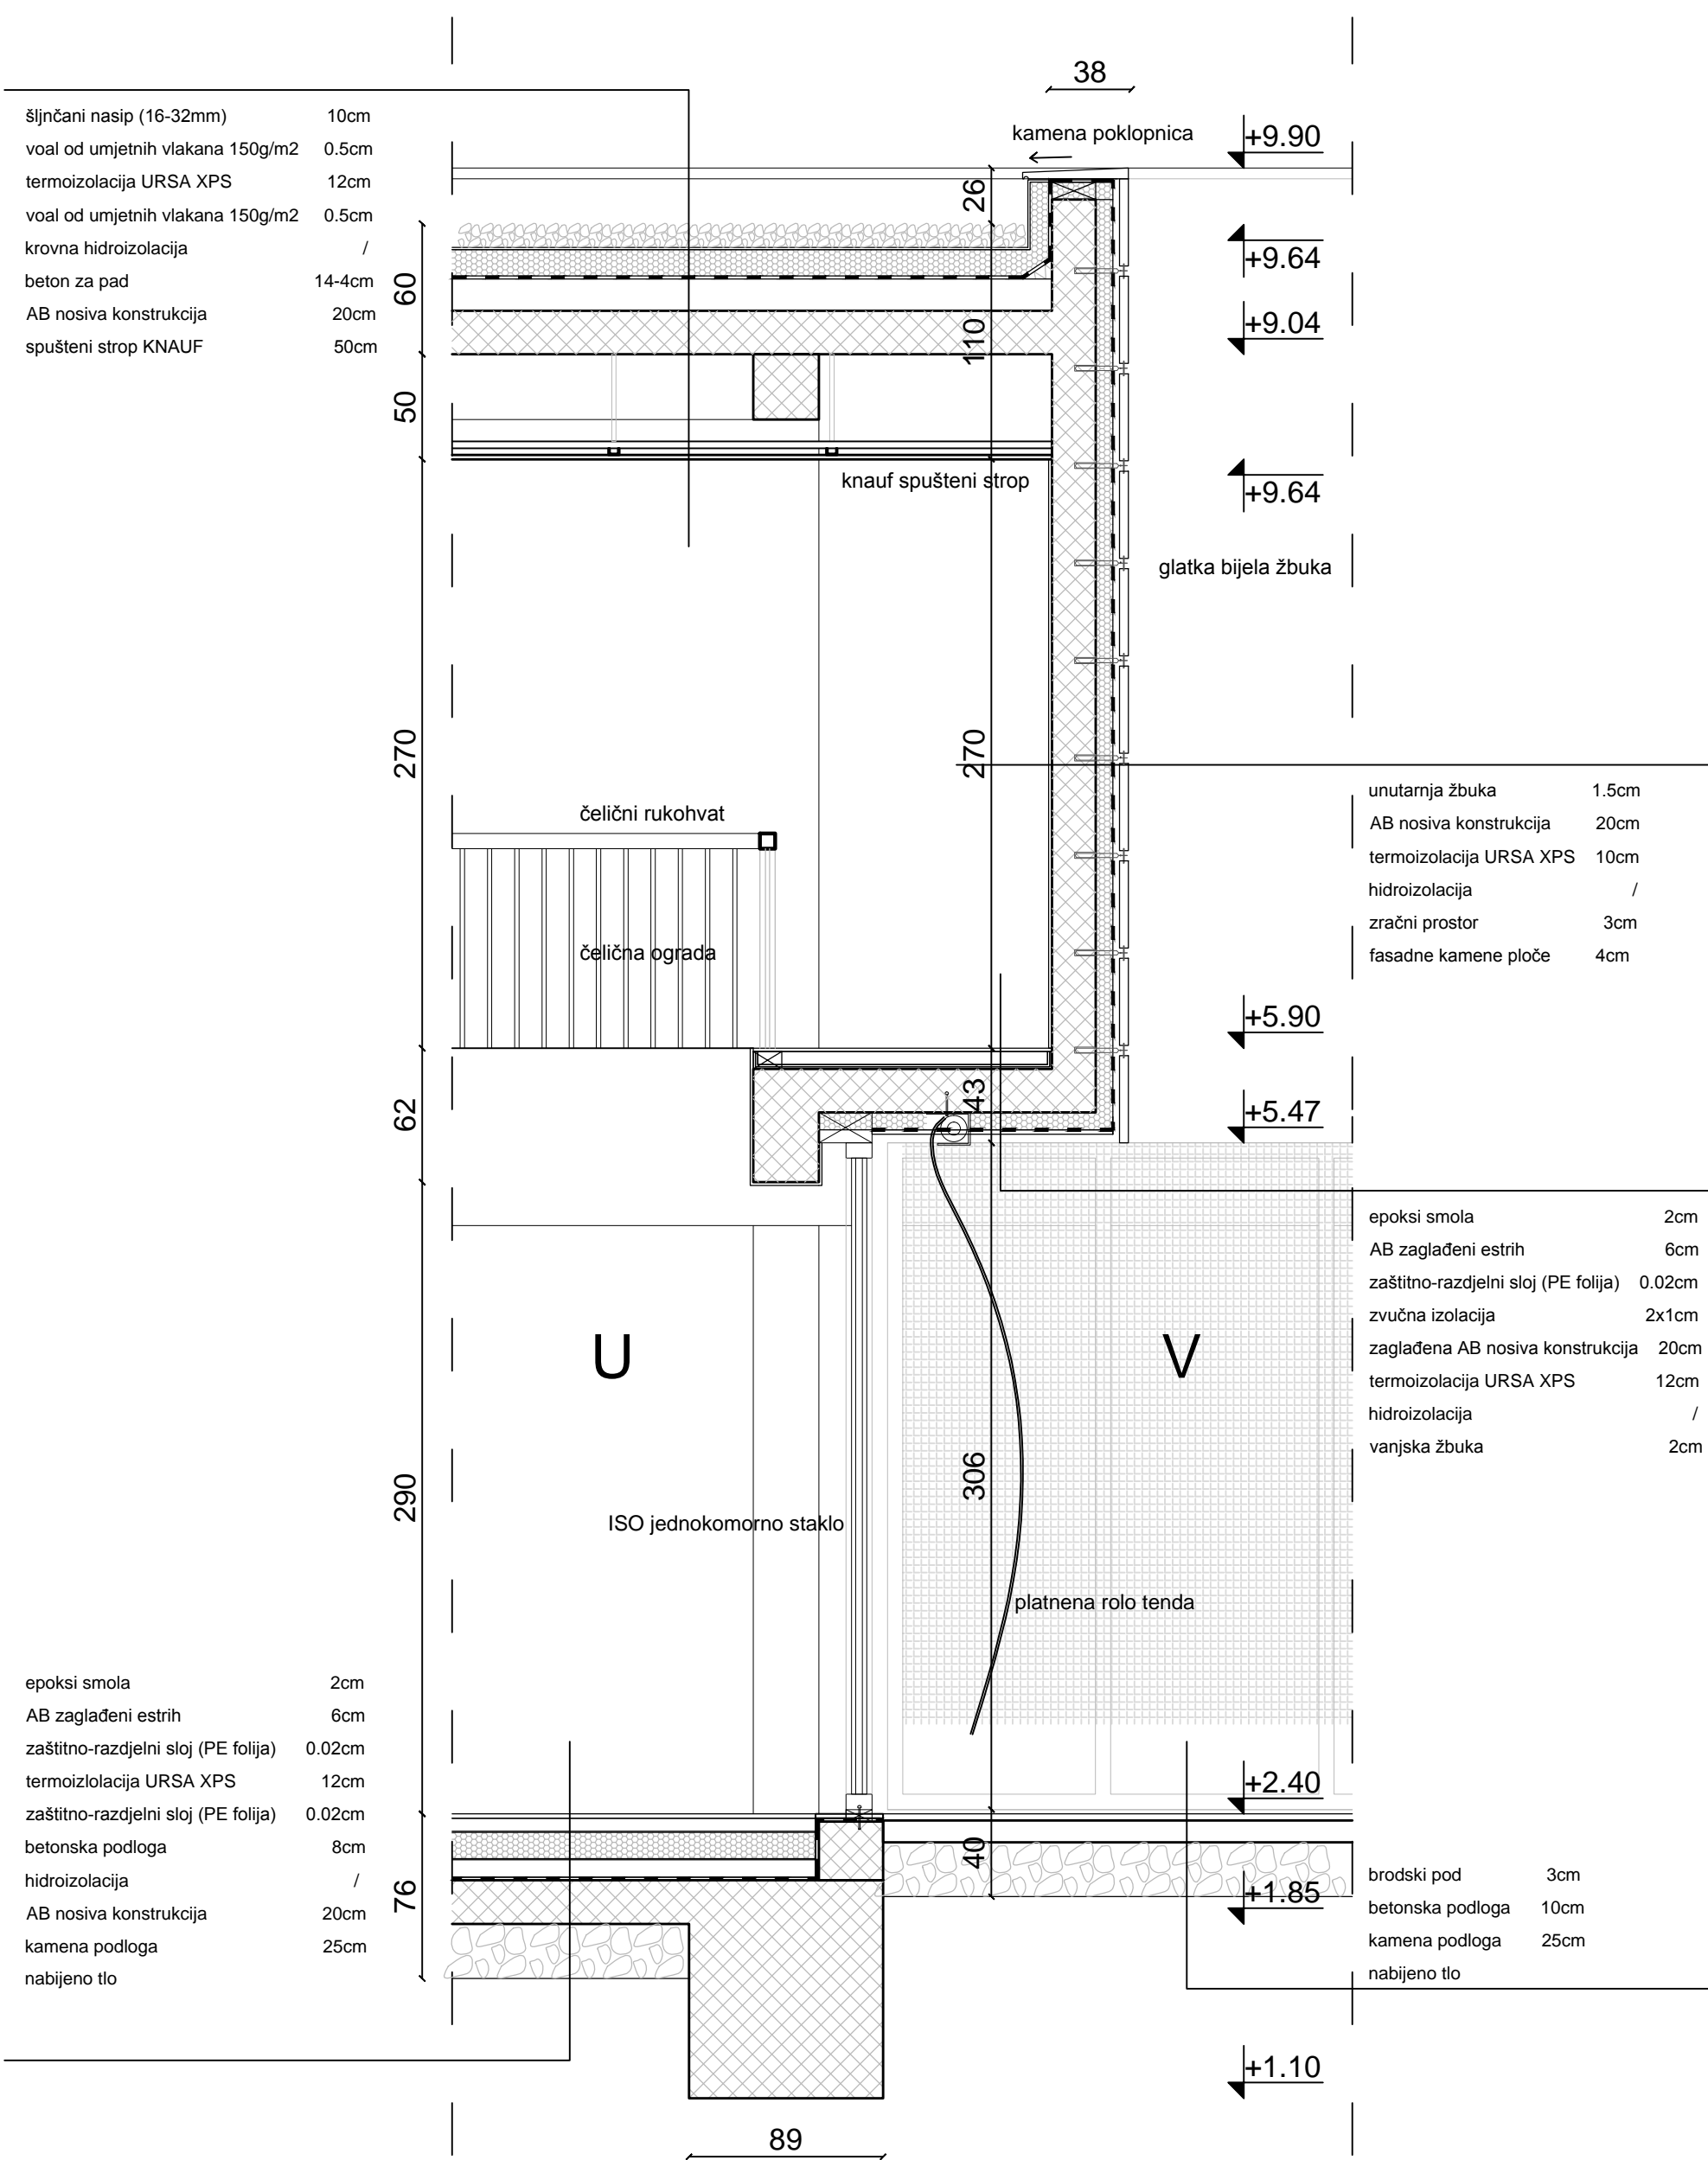 38
kamena poklopnica
+9.90
šljnčani nasip (16-32mm) 10cm
voal od umjetnih vlakana 150g/m2 0.5cm
termoizolacija URSA XPS 12cm
voal od umjetnih vlakana 150g/m2 0.5cm
krovna hidroizolacija /
beton za pad 14-4cm
AB nosiva konstrukcija 20cm
spušteni strop KNAUF 50cm
26
+9.64
60
110
+9.04
50
knauf spušteni strop
+9.64
glatka bijela žbuka
270
270
unutarnja žbuka 1.5cm
AB nosiva konstrukcija 20cm
termoizolacija URSA XPS 10cm
hidroizolacija /
zračni prostor 3cm
fasadne kamene ploče 4cm
čelični rukohvat
čelična ograda
+5.90
62
43
+5.47
epoksi smola 2cm
AB zaglađeni estrih 6cm
zaštitno-razdjelni sloj (PE folija) 0.02cm
zvučna izolacija 2x1cm
zaglađena AB nosiva konstrukcija 20cm
termoizolacija URSA XPS 12cm
hidroizolacija /
vanjska žbuka 2cm
U
V
290
306
ISO jednokomorno staklo
platnena rolo tenda
epoksi smola 2cm
AB zaglađeni estrih 6cm
zaštitno-razdjelni sloj (PE folija) 0.02cm
termoizlolacija URSA XPS 12cm
zaštitno-razdjelni sloj (PE folija) 0.02cm
betonska podloga 8cm
hidroizolacija /
AB nosiva konstrukcija 20cm
kamena podloga 25cm
nabijeno tlo
76
+2.40
40
+1.85
brodski pod 3cm
betonska podloga 10cm
kamena podloga 25cm
nabijeno tlo
+1.10
89